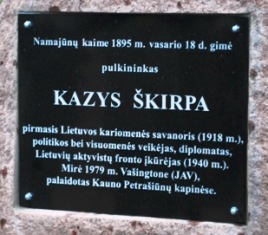 Namajūnų kaime 1895 m. vasario 18 d. gimė
pulkininkas
KAZYS ŠKIRPA
pirmasis Lietuvos kariomenės savanoris (1918 m.),
politikos bei visuomenės veikėjas, diplomatas,
Lietuvių aktyvistų fronto įkūrėjas (1940 m.).
Mirė 1979 m. Vašingtone (JAV),
palaidotas Kauno Petrašiūnų kapinėse.